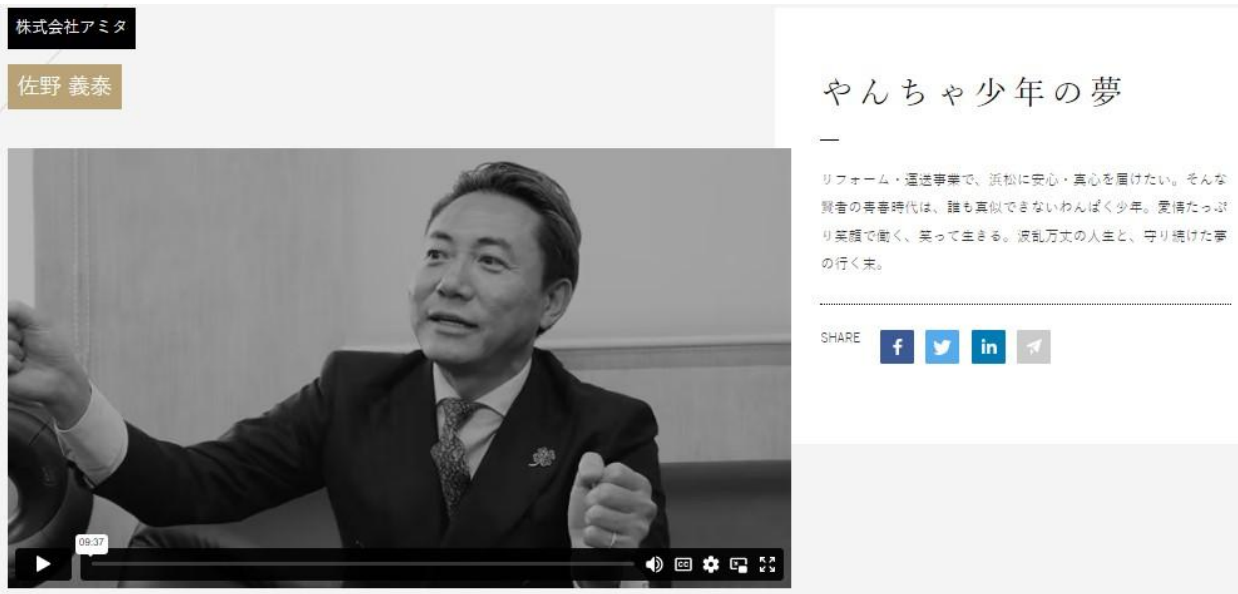 株式会社アミタ
佐野 義泰
やんちゃ少年の夢
リフォーム・運送事業で、浜松に安心・真心を届けたい。そんな
賢者の青春時代は、誰も真似できないわんぱく少年。愛情たっぷ
り笑顔で働く、笑って生きる。波乱万丈の人生と、守り続けた夢
の行く末。
SHARE
09:37